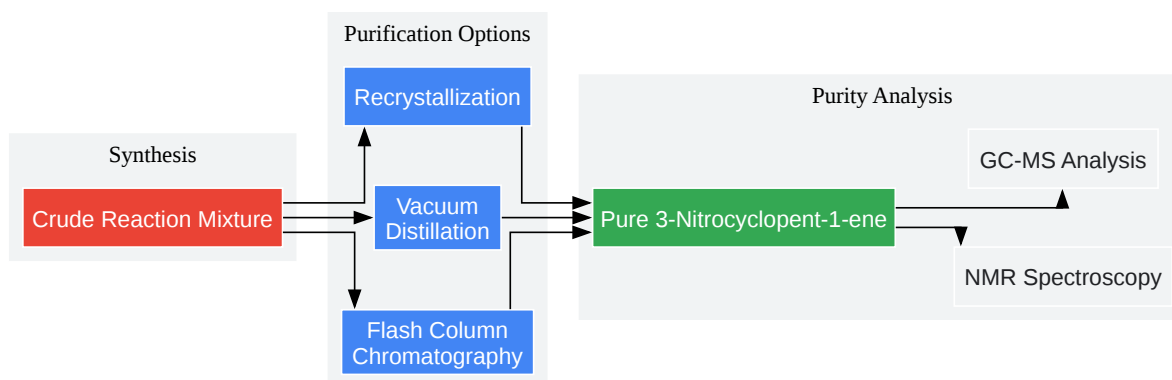 Synthesis
Crude Reaction Mixture
Purification Options
Recrystallization
Vacuum
Distillation
Flash Column
Chromatography
Purity Analysis
Pure 3-Nitrocyclopent-1-ene
GC-MS Analysis
NMR Spectroscopy